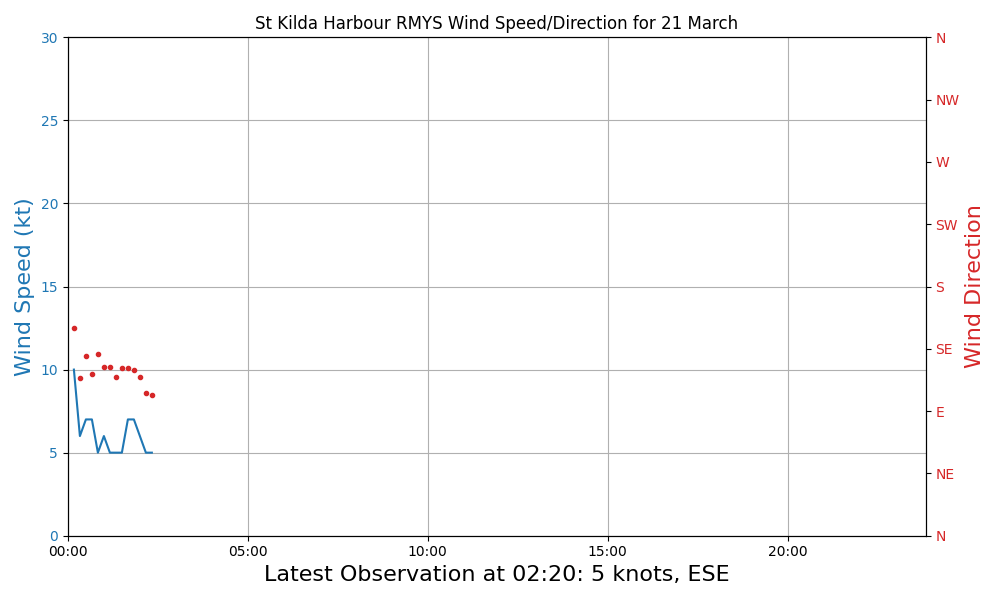 St Kilda Harbour RMYS Wind Speed/Direction for 21 March
30
25
20
15
10
5
0
Wind Speed (kt)
N
NW
W
SW
S
SE
E
NE
N
Wind Direction
00:00
05:00
10:00
15:00
20:00
Latest Observation at 02:20: 5 knots, ESE